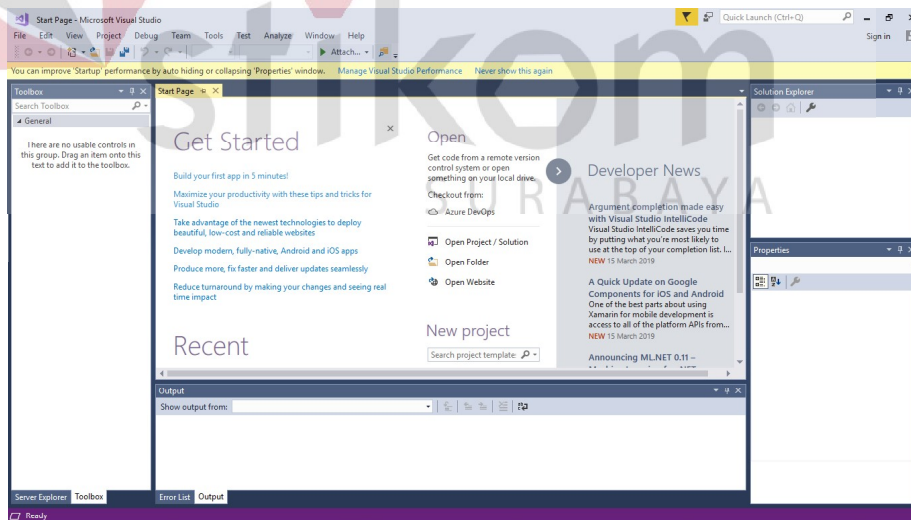 Start Page - Microsoft Visual Studio
Quick Launch (Ctrl+Q)
File Edit View Project Debug Team Tools Test Analyze Window Help
Sign in
Attach...
You can improve 'Startup' performance by auto hiding or collapsing 'Properties' window. Manage Visual Studio Performance Never show this again
Toolbox
Search Toolbox
General
There are no usable controls in
this group. Drag an item onto this
text to add it to the toolbox.
Server Explorer Toolbox
Start Page
Get Started
Build your first app in 5 minutes!
Maximize your productivity with these tips and tricks for
Visual Studio
Take advantage of the newest technologies to deploy
beautiful, low-cost and reliable websites
Develop modern, fully-native, Android and iOS apps
Produce more, fix faster and deliver updates seamlessly
Reduce turnaround by making your changes and seeing real
time impact
Recent
Open
Get code from a remote version
control system or open
something on your local drive.
Checkout from:
Azure DevOps
Open Project / Solution
Open Folder
Open Website
New project
Search project template
Developer News
Argument completion made easy
with Visual Studio IntelliCode
Visual Studio IntelliCode saves you time
by putting what you're most likely to
use at the top of your completion list. I...
NEW 15 March 2019
A Quick Update on Google
Components for iOS and Android
One of the best parts about using
Xamarin for mobile development is
access to all of the platform APIs from...
NEW 15 March 2019
Announcing ML.NET 0.11 –
Solution Explorer
Properties
Output
Show output from:
Error List Output
Ready
stikom
SURABAYA